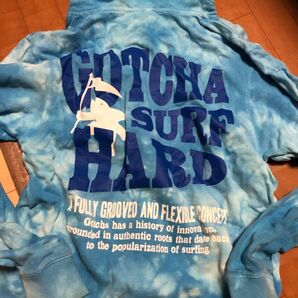 GOTCHA
SURF
HARD
FULLY GROOVED AND FLEXIBLE CONCEPT
Gotcha has a history of innovation,
grounded in authentic roots that date back
to the popularization of surfing.